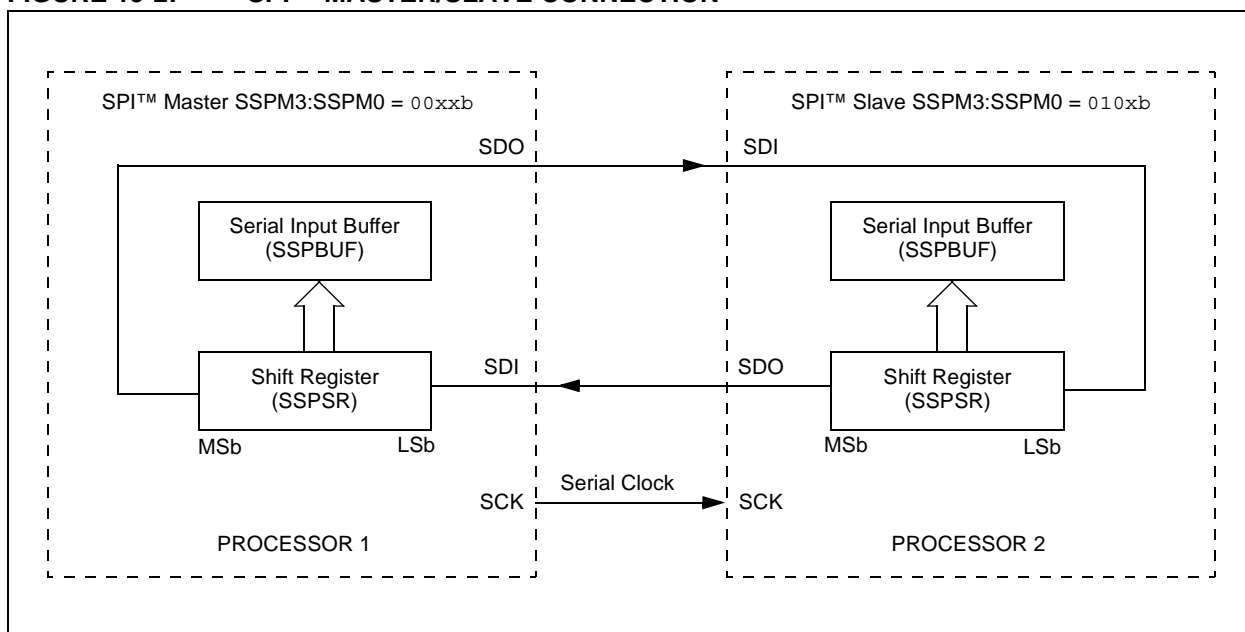 SPI™ Master SSPM3:SSPM0 = 00xxb
SDO
Serial Input Buffer
(SSPBUF)
Shift Register
(SSPSR)
MSb
LSb
SDI
SCK
PROCESSOR 1
Serial Clock
SPI™ Slave SSPM3:SSPM0 = 010xb
SDI
Serial Input Buffer
(SSPBUF)
SDO
Shift Register
(SSPSR)
MSb
LSb
SCK
PROCESSOR 2